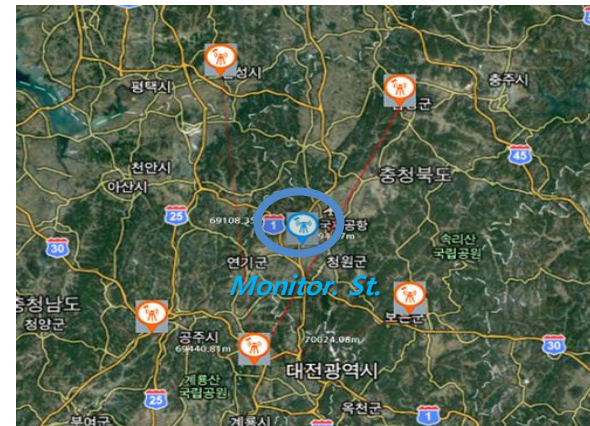 성시
평택시
충주시
군
45
천안시
아산시
충청북도
25
69108.35m
1
국제공항
30
속리산
국립공원
연기군
청원군
Monitor. St.
충청남도
청양군
보은군
공주시
69440.81m
70024.08m
30
대전광역시
계룡산
국립공원
25
옥천군
부여군
계룡시
1